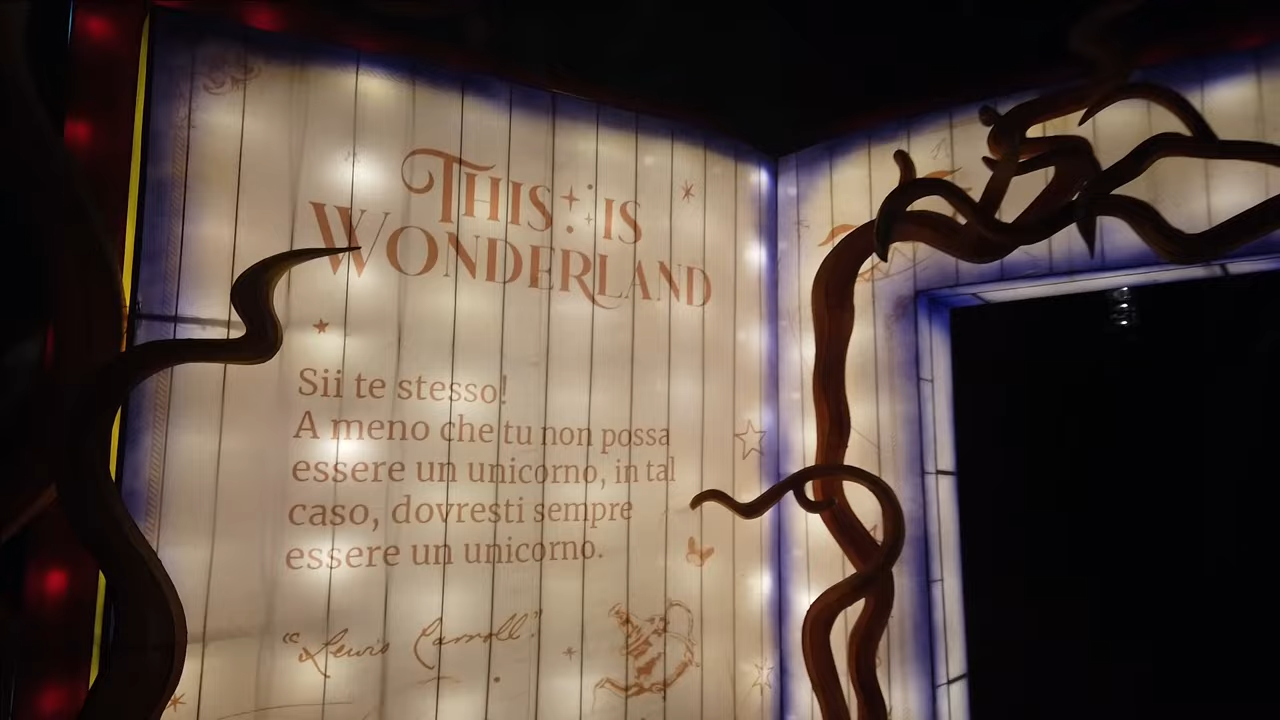 THIS IS
WONDERLAND
Sii te stesso!
A meno che tu non possa
essere un unicorno, in tal
caso, dovresti sempre
essere un unicorno.
"Lewis Carroll"